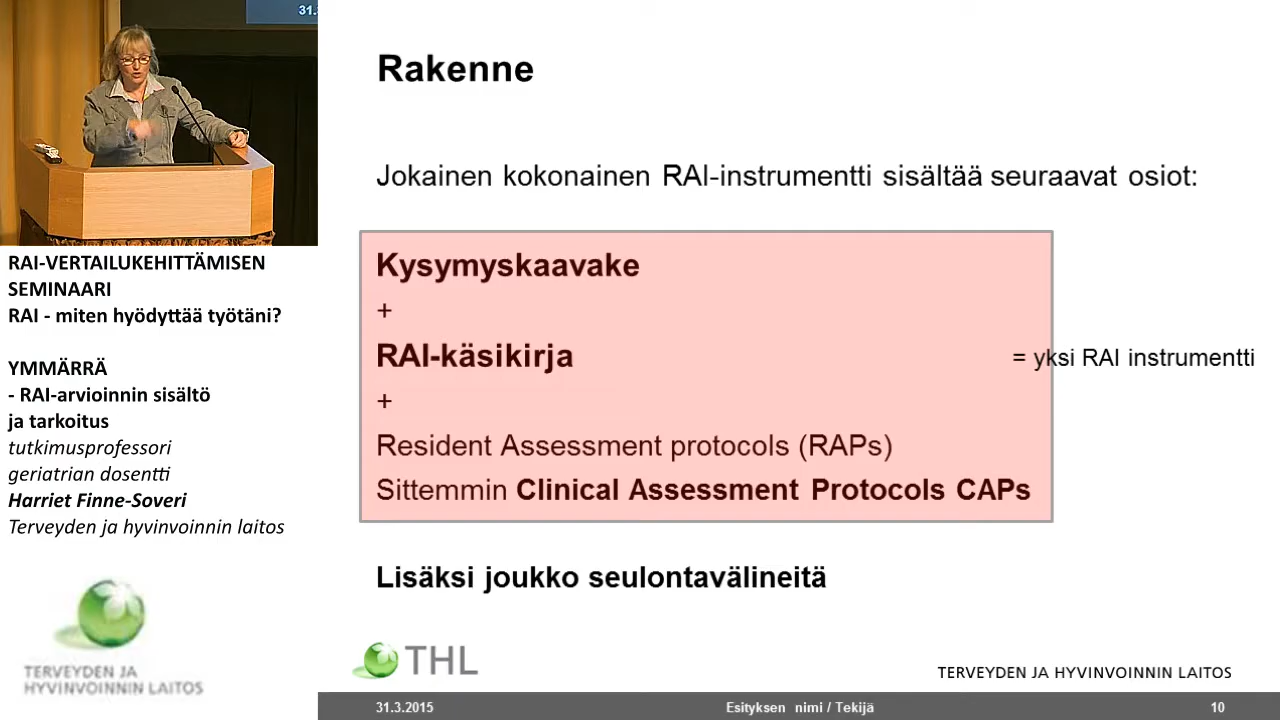 31.
RAI-VERTAILUKEHITTÄMISEN
SEMINAARI
RAI - miten hyödyttää työtäni?
YMMÄRRÄ
- RAI-arvioinnin sisältö
ja tarkoitus
tutkimusprofessori
geriatrian dosentti
Harriet Finne-Soveri
Terveyden ja hyvinvoinnin laitos
TERVEYDEN JA
HYVINVOINNIN LAITOS
Rakenne
Jokainen kokonainen RAI-instrumentti sisältää seuraavat osiot:
Kysymyskaavake
+
RAI-käsikirja
= yksi RAI instrumentti
+
Resident Assessment protocols (RAPs)
Sittemmin Clinical Assessment Protocols CAPs
Lisäksi joukko seulontavälineitä
THL
TERVEYDEN JA HYVINVOINNIN LAITOS
31.3.2015
Esityksen nimi / Tekijä
10